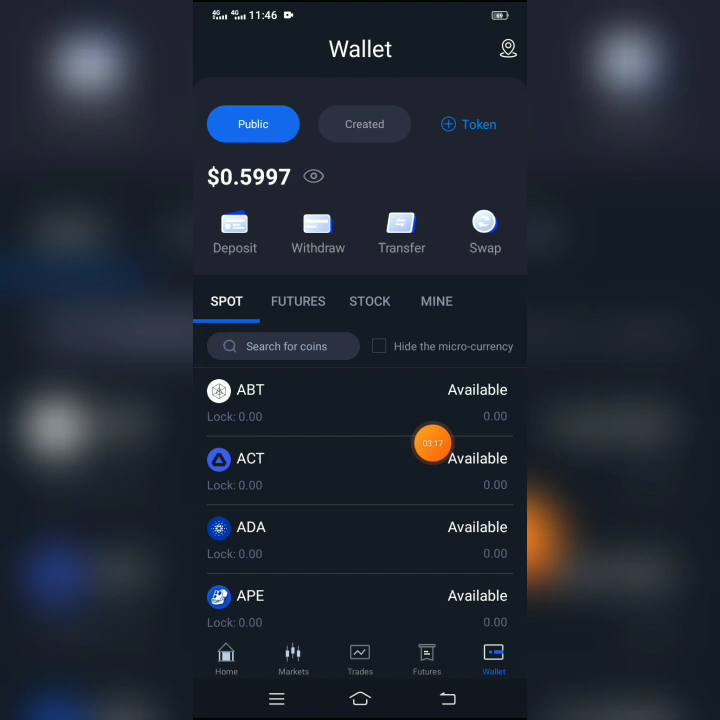 4G 4G 11:46 69
Wallet
Public Created Token
$0.5997
Deposit Withdraw Transfer Swap
SPOT FUTURES STOCK MINE
Search for coins Hide the micro-currency
ABT Available
Lock: 0.00 0.00
03:17
ACT Available
Lock: 0.00 0.00
ADA Available
Lock: 0.00 0.00
APE Available
Lock: 0.00 0.00
Home Markets Trades Futures Wallet